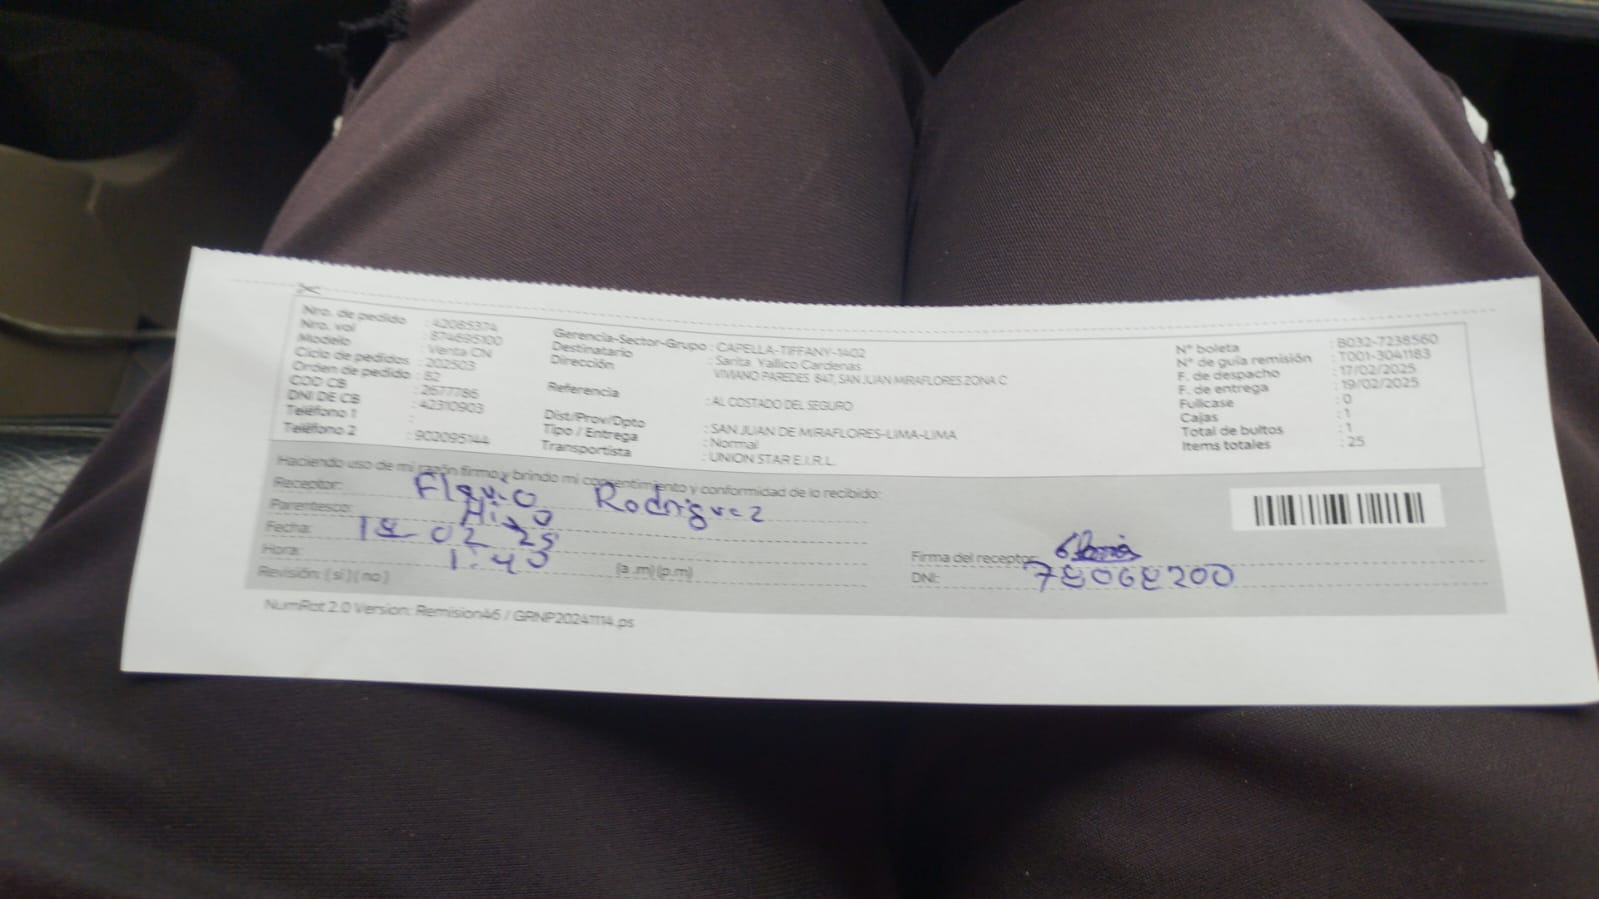 Nro. de pedido : 42085374
Nro. vol : 874695100
Modelo : Venta CN
Ciclo de pedidos : 202503
Orden de pedido : 82
COD CB : 2677786
DNI DE CB : 42310903
Teléfono 1 :
Teléfono 2 : 902095144
Gerencia-Sector-Grupo : CAPELLA-TIFFANY-1402
Destinatario : Sarita Yallico Cardenas
Dirección VIVIANO PAREDES 847, SAN JUAN MIRAFLORES ZONA C
Referencia : AL COSTADO DEL SEGURO
Dist/Prov/Dpto : SAN JUAN DE MIRAFLORES-LIMA-LIMA
Tipo / Entrega : Normal
Transportista : UNION STAR E.I.R.L.
N° boleta : B032-7238560
N° de guía remisión : T001-3041183
F. de despacho : 17/02/2025
F. de entrega : 19/02/2025
Fullcase : 0
Cajas : 1
Total de bultos : 1
Items totales : 25
Haciendo uso de mi razón firmo y brindo mi consentimiento y conformidad de lo recibido:
Receptor: Flavio Rodriguez
Parentesco: Hijo
Fecha: 02 25
Hora: 1:40 (a .m) (p.m)
Revisión: ( si ) ( no )
Firma del receptor:
DNI: 78068200
NumRot 2.0 Version: Remision46 / GRNP20241114.ps